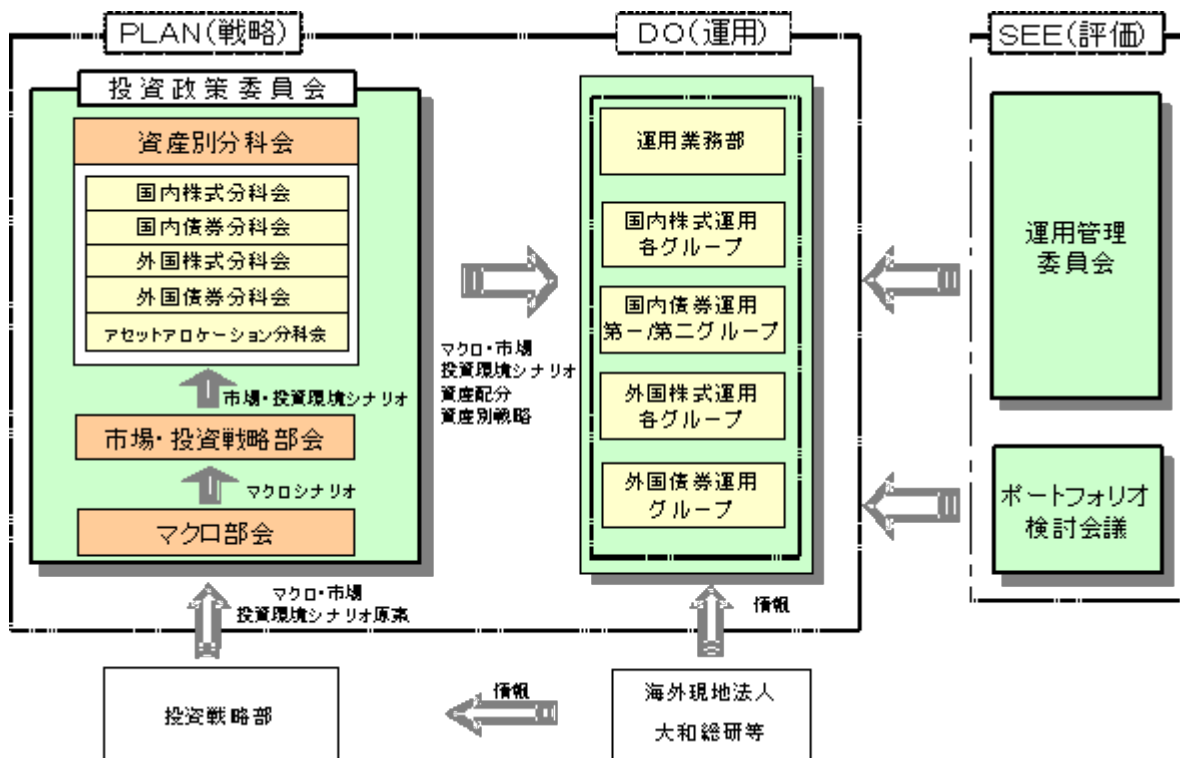 PLAN(戦略)
投資政策委員会
資産別分科会
国内株式分科会
国内債券分科会
外国株式分科会
外国債券分科会
アセットアロケーション分科会
市場・投資環境シナリオ
市場・投資戦略部会
マクロシナリオ
マクロ部会
マクロ・市場
投資環境シナリオ原案
投資戦略部
マクロ・市場
投資環境シナリオ
資産配分
資産別戦略
DO(運用)
運用業務部
国内株式運用
各グループ
国内債券運用
第一/第二グループ
外国株式運用
各グループ
外国債券運用
グループ
情報
海外現地法人
大和総研等
情報
SEE(評価)
運用管理
委員会
ポートフォリオ
検討会議